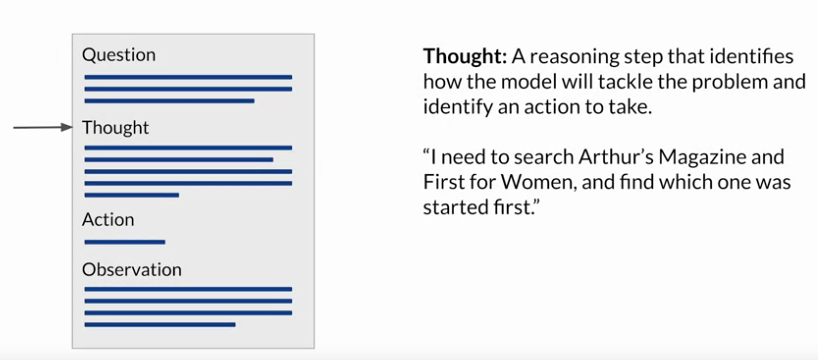 Question
Thought
Action
Observation
Thought: A reasoning step that identifies
how the model will tackle the problem and
identify an action to take.
“I need to search Arthur’s Magazine and
First for Women, and find which one was
started first.”